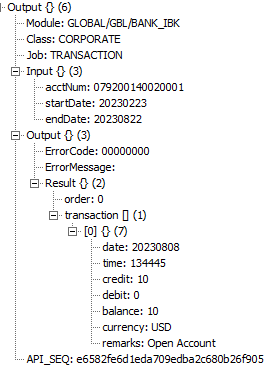 Output {} (6)
Module: GLOBAL/GBL/BANK_IBK
Class: CORPORATE
Job: TRANSACTION
Input {} (3)
acctNum: 079200140020001
startDate: 20230223
endDate: 20230822
Output {} (3)
ErrorCode: 00000000
ErrorMessage:
Result {} (2)
order: 0
transaction [] (1)
[0] {} (7)
date: 20230808
time: 134445
credit: 10
debit: 0
balance: 10
currency: USD
remarks: Open Account
API_SEQ: e6582fe6d1eda709edba2c680b26f905